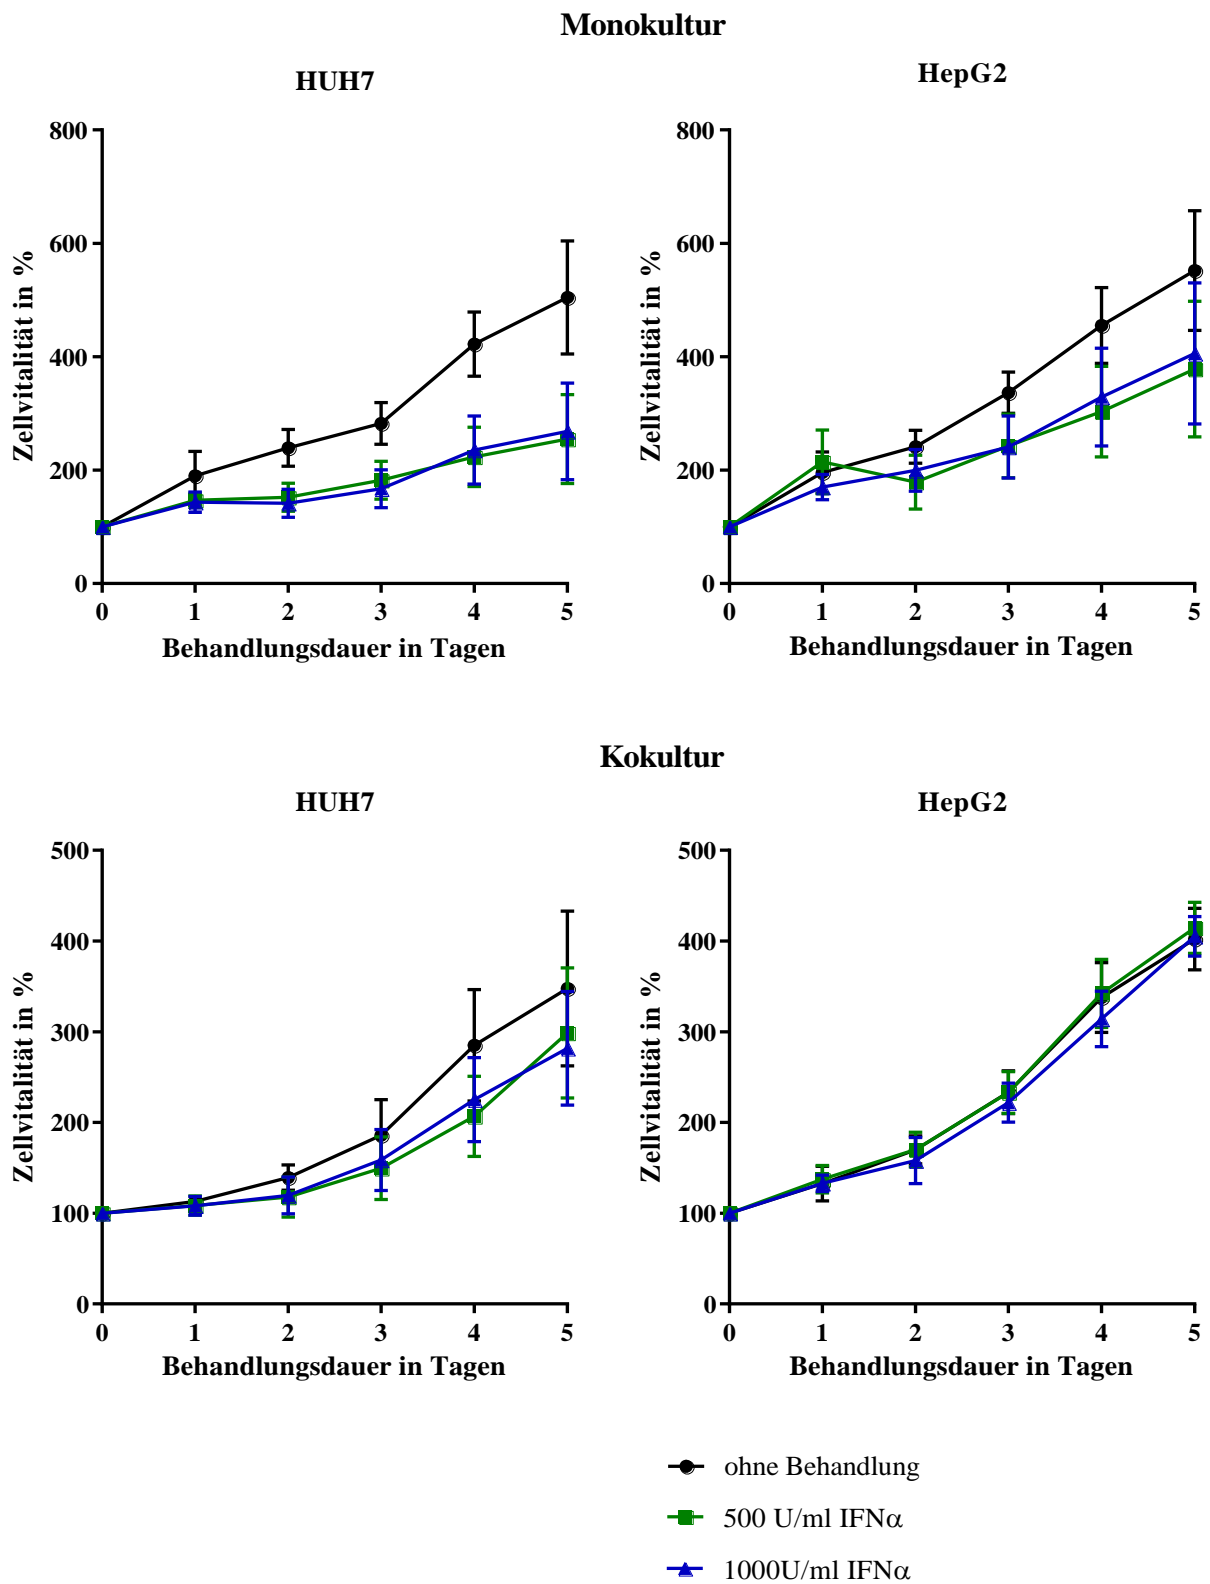 Monokultur
HUH7
HepG2
800
600
400
200
0
Zellvitalität in %
0 1 2 3 4 5
Behandlungsdauer in Tagen
800
600
400
200
0
Zellvitalität in %
0 1 2 3 4 5
Behandlungsdauer in Tagen
Kokultur
HUH7
HepG2
500
400
300
200
100
0
Zellvitalität in %
0 1 2 3 4 5
Behandlungsdauer in Tagen
500
400
300
200
100
0
Zellvitalität in %
0 1 2 3 4 5
Behandlungsdauer in Tagen
ohne Behandlung
500 U/ml IFNα
1000U/ml IFNα